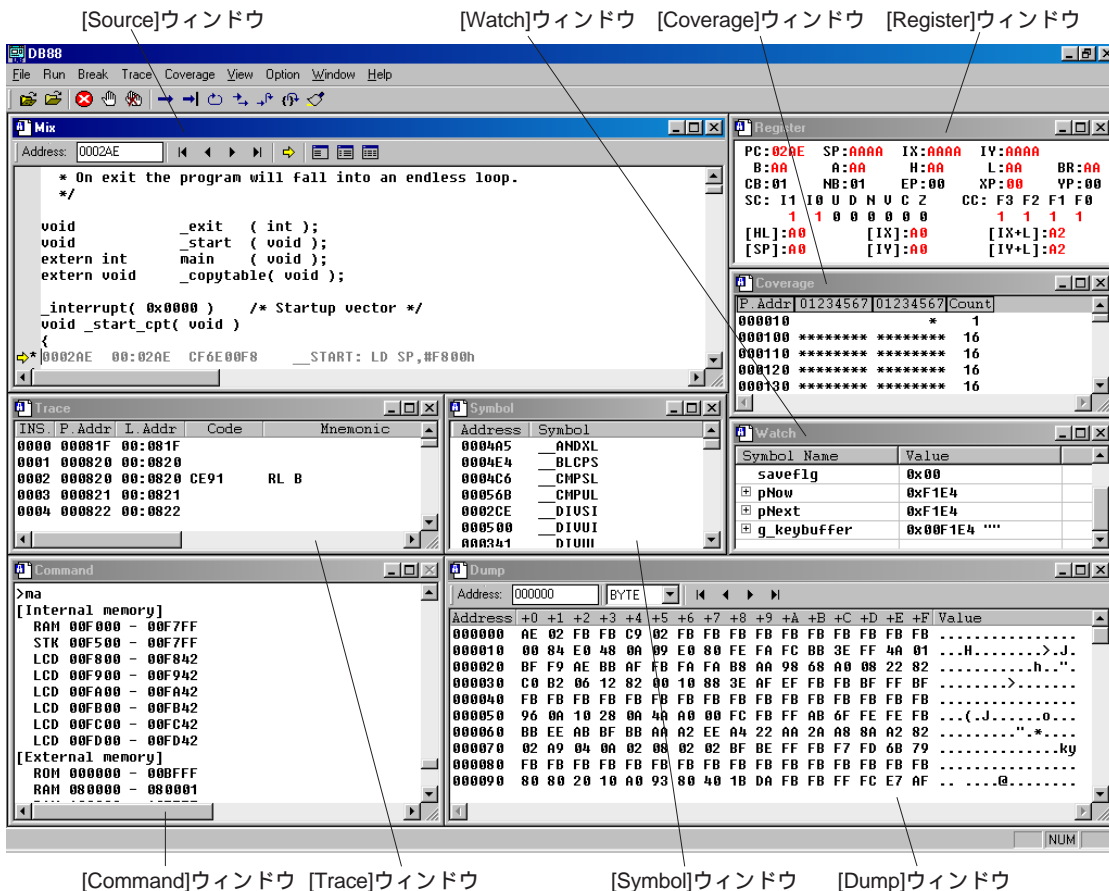 [Source]ウィンドウ [Watch]ウィンドウ [Coverage]ウィンドウ [Register]ウィンドウ
DB88
File Run Break Trace Coverage View Option Window Help
Mix
Address: 0002AE
* On exit the program will fall into an endless loop.
*/
void _exit ( int );
void _start ( void );
extern int main ( void );
extern void _copytable( void );
_interrupt( 0x0000 ) /* Startup vector */
void _start_cpt( void )
{
* 0002AE 00:02AE CF6E00F8 __START: LD SP,#F800h
Register
PC:02AE SP:AAAA IX:AAAA IY:AAAA
B:AA A:AA H:AA L:AA BR:AA
CB:01 NB:01 EP:00 XP:00 YP:00
SC: I1 I0 U D N V C Z CC: F3 F2 F1 F0
1 1 0 0 0 0 0 0 1 1 1 1
[HL]:A0 [IX]:A0 [IX+L]:A2
[SP]:A0 [IY]:A0 [IY+L]:A2
Coverage
P.Addr 01234567 01234567 Count
000010 * 1
000100 ******** ******** 16
000110 ******** ******** 16
000120 ******** ******** 16
000130 ******** ******** 16
Trace
INS. P.Addr L.Addr Code Mnemonic
0000 00081F 00:081F
0001 000820 00:0820
0002 000820 00:0820 CE91 RL B
0003 000821 00:0821
0004 000822 00:0822
Symbol
Address Symbol
0004A5 __ANDXL
0004E4 __BLCPS
0004C6 __CMPSL
00056B __CMPUL
0002CE __DIVSI
000500 __DIVUI
000341
Watch
Symbol Name Value
saveflg 0x00
pNow 0xF1E4
pNext 0xF1E4
g_keybuffer 0x00F1E4 ""
Command
>ma
[Internal memory]
RAM 00F000 - 00F7FF
STK 00F500 - 00F7FF
LCD 00F800 - 00F842
LCD 00F900 - 00F942
LCD 00FA00 - 00FA42
LCD 00FB00 - 00FB42
LCD 00FC00 - 00FC42
LCD 00FD00 - 00FD42
[External memory]
ROM 000000 - 00BFFF
RAM 080000 - 080001
Dump
Address: 000000 BYTE
Address +0 +1 +2 +3 +4 +5 +6 +7 +8 +9 +A +B +C +D +E +F Value
000000 AE 02 FB FB C9 02 FB FB FB FB FB FB FB FB FB FB ................
000010 00 84 E0 48 0A 09 E0 80 FE FA FC BB 3E FF 4A 01 ...H........>.J.
000020 BF F9 AE BB AF FB FA FA B8 AA 98 68 A0 08 22 82 ...........h..".
000030 C0 B2 06 12 82 00 10 88 3E AF EF FB FB BF FF BF ........>.......
000040 FB FB FB FB FB FB FB FB FB FB FB FB FB FB FB FB ................
000050 96 0A 10 28 0A 4A A0 00 FC FB FF AB 6F FE FE FB ...(.J......o...
000060 BB EE AB BF BB AA A2 EE A4 22 AA 2A A8 8A A2 82 .........".*....
000070 02 A9 04 0A 02 08 02 02 BF BE FF FB F7 FD 6B 79 ..............ky
000080 FB FB FB FB FB FB FB FB FB FB FB FB FB FB FB FB ................
000090 80 80 20 10 A0 93 80 40 1B DA FB FB FF FC E7 AF .. ....@........
NUM
[Command]ウィンドウ [Trace]ウィンドウ [Symbol]ウィンドウ [Dump]ウィンドウ